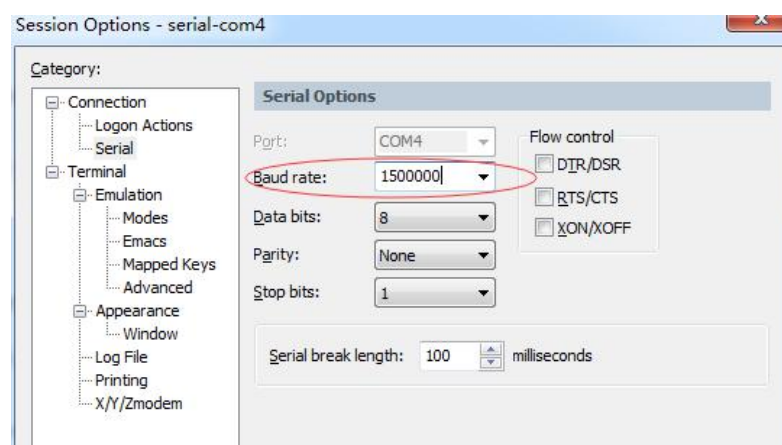 Session Options - serial-com4
Category:
Connection
Logon Actions
Serial
Terminal
Emulation
Modes
Emacs
Mapped Keys
Advanced
Appearance
Window
Log File
Printing
X/Y/Zmodem
Serial Options
Port: COM4
Baud rate: 1500000
Data bits: 8
Parity: None
Stop bits: 1
Flow control
DTR/DSR
RTS/CTS
XON/XOFF
Serial break length: 100 milliseconds